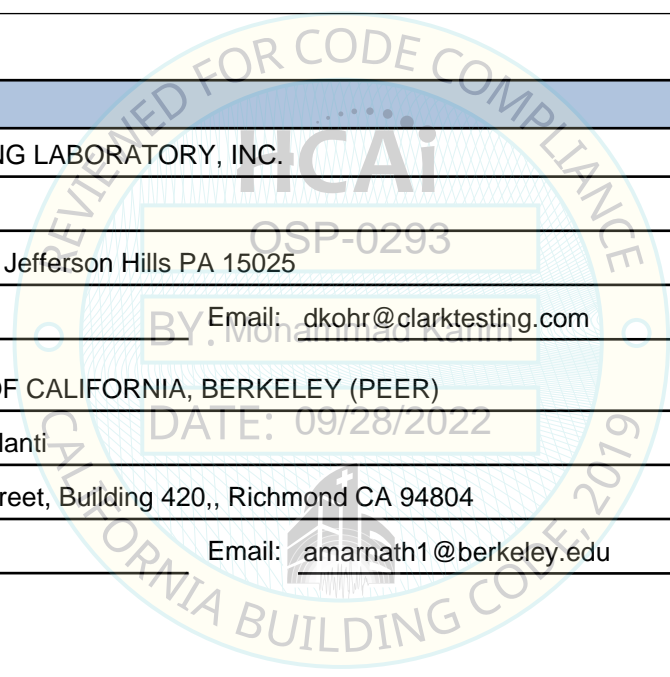 REVIEWED FOR CODE COMPLIANCE
HCAi
NG LABORATORY, INC.
OSP-0293
Jefferson Hills PA 15025
Email: dkohr@clarktesting.com
BY: Mohammad Karim
OF CALIFORNIA, BERKELEY (PEER)
DATE: 09/28/2022
lanti
reet, Building 420,, Richmond CA 94804
Email: amarnath1@berkeley.edu
CALIFORNIA BUILDING CODE, 2019